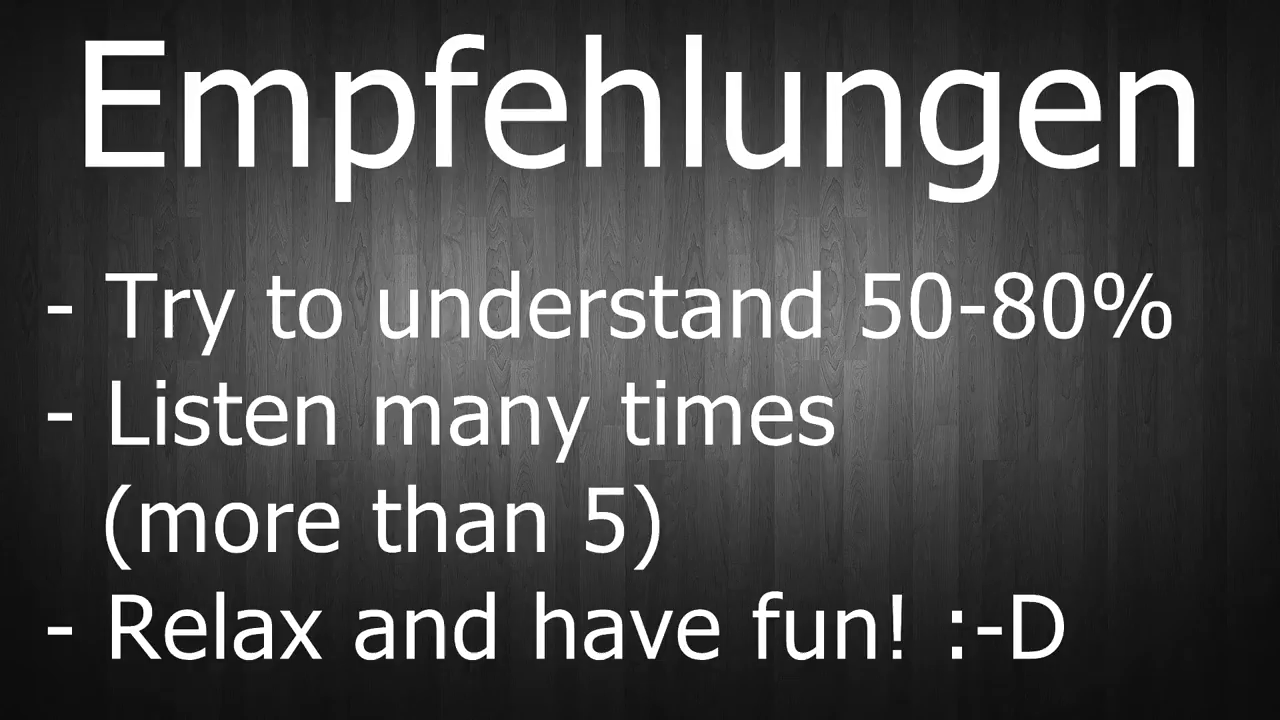 Empfehlungen
- Try to understand 50-80%
- Listen many times
(more than 5)
- Relax and have fun! :-D